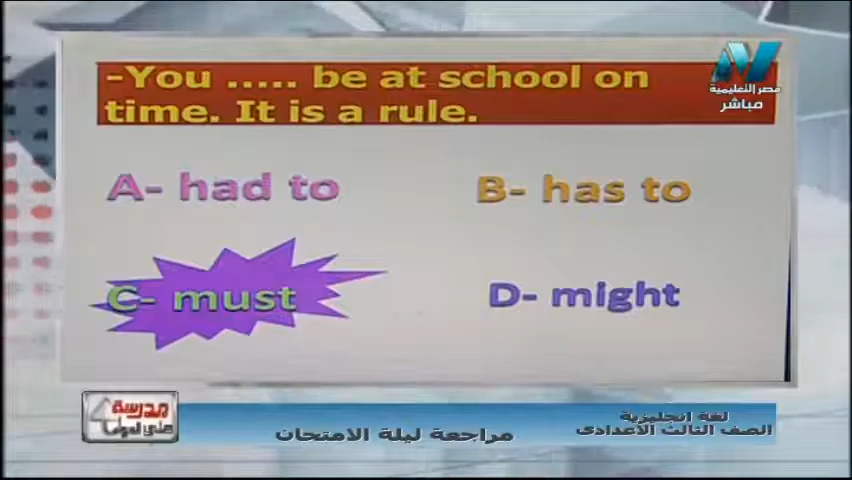 -You ..... be at school on
time. It is a rule.
مصر التعليمية
مباشر
A- had to
B- has to
C- must
D- might
مدرسة
على الهواء
لغة انجليزية
الصف الثالث الاعدادى
مراجعة ليلة الامتحان